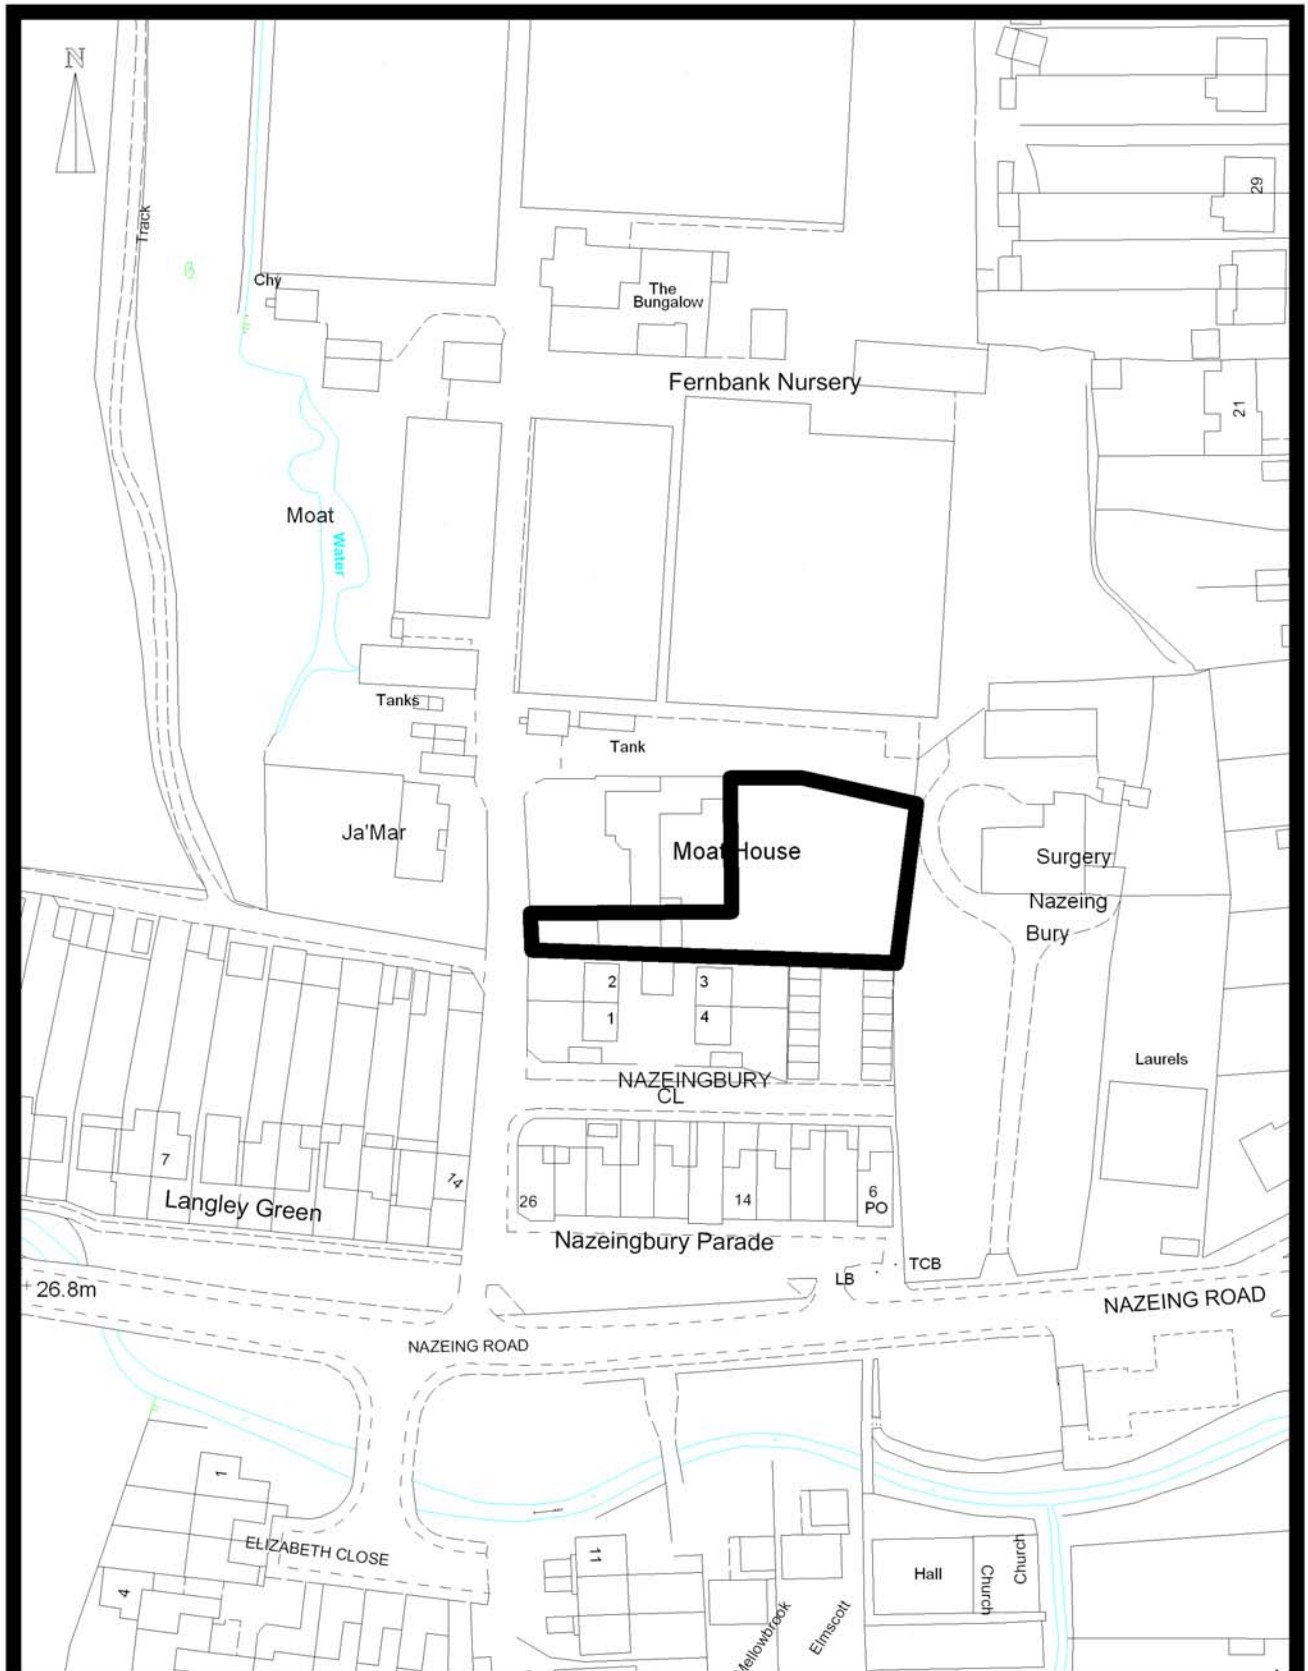 N
Track
29
Chy
The
Bungalow
Fernbank Nursery
21
Moat
Water
Tanks
Tank
Ja'Mar
Moat House
Surgery
Nazeing
Bury
2
3
1
4
Laurels
NAZEINGBURY
CL
7
14
26
14
6
PO
Langley Green
Nazeingbury Parade
TCB
LB
26.8m
NAZEING ROAD
NAZEING ROAD
1
ELIZABETH CLOSE
11
4
Hall
Church
Church
Mellowbrook
Elmscott